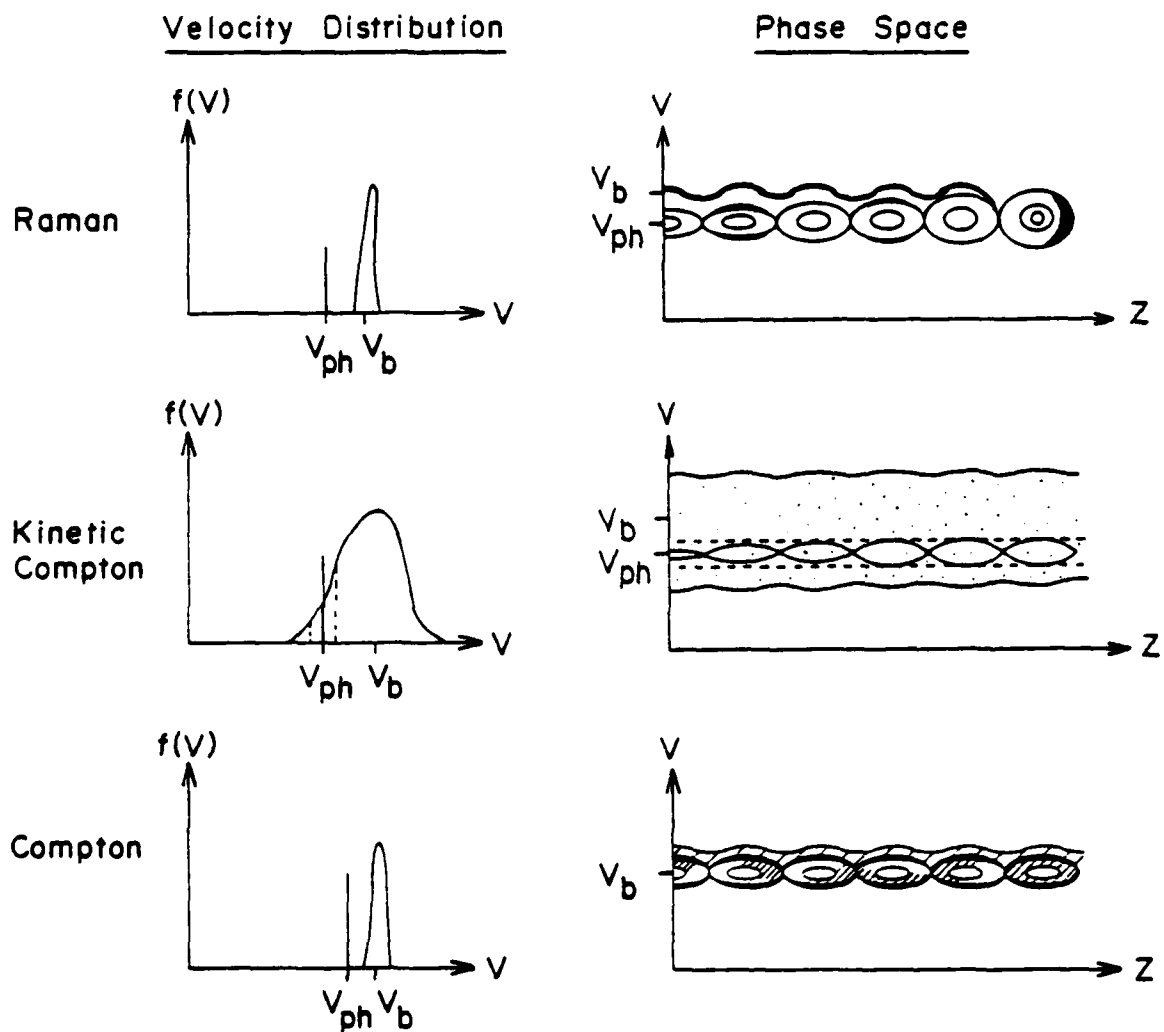 Velocity Distribution
Phase Space
Raman
f(V)
V
Vph
Vb
V
Vb
Vph
Z
Kinetic
Compton
f(V)
V
Vph
Vb
V
Vb
Vph
Z
Compton
f(V)
V
Vph
Vb
V
Vb
Z